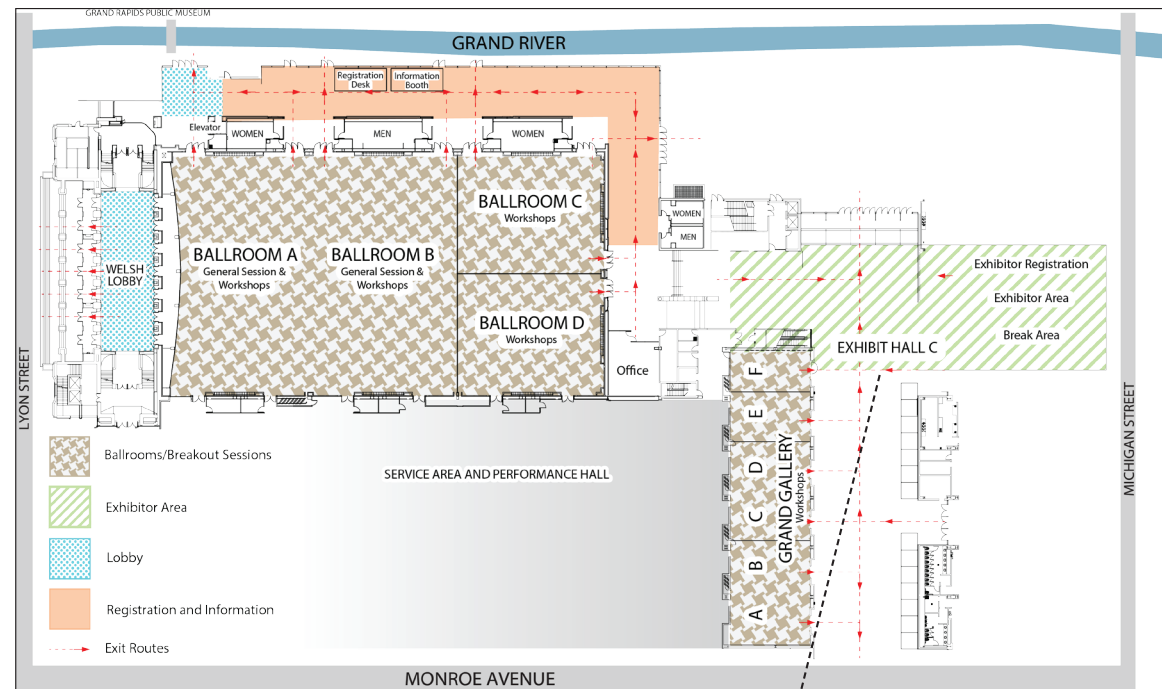 GRAND RAPIDS PUBLIC MUSEUM
GRAND RIVER
Registration
Desk
Information
Booth
Elevator
WOMEN
MEN
WOMEN
BALLROOM A
General Session &
Workshops
BALLROOM B
General Session &
Workshops
BALLROOM C
Workshops
BALLROOM D
Workshops
WELSH
LOBBY
WOMEN
MEN
Exhibitor Registration
Exhibitor Area
Break Area
EXHIBIT HALL C
Office
F
E
D
C
B
A
GRAND GALLERY
Workshops
SERVICE AREA AND PERFORMANCE HALL
LYON STREET
MICHIGAN STREET
Ballrooms/Breakout Sessions
Exhibitor Area
Lobby
Registration and Information
Exit Routes
MONROE AVENUE